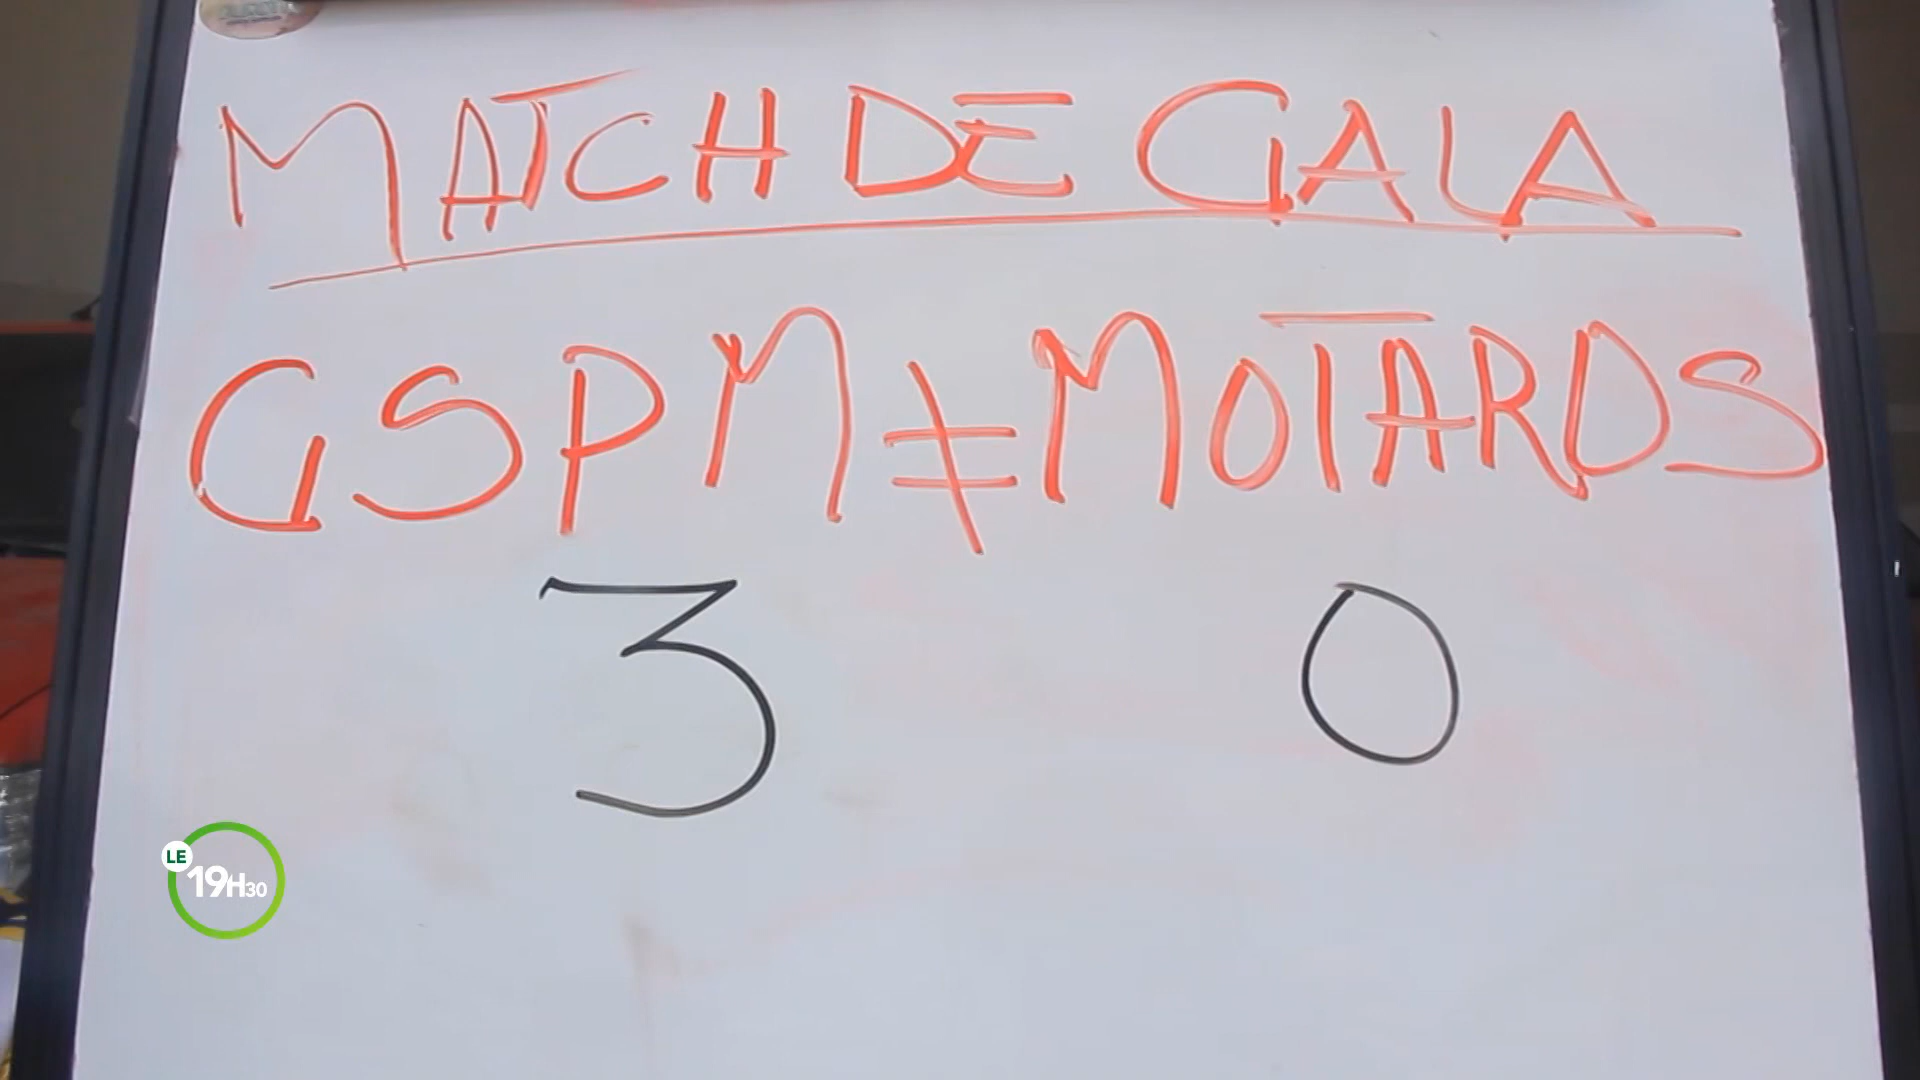 MATCH DE GALA
GSPM ≠ MOTARDS
3 0
LE
19H30